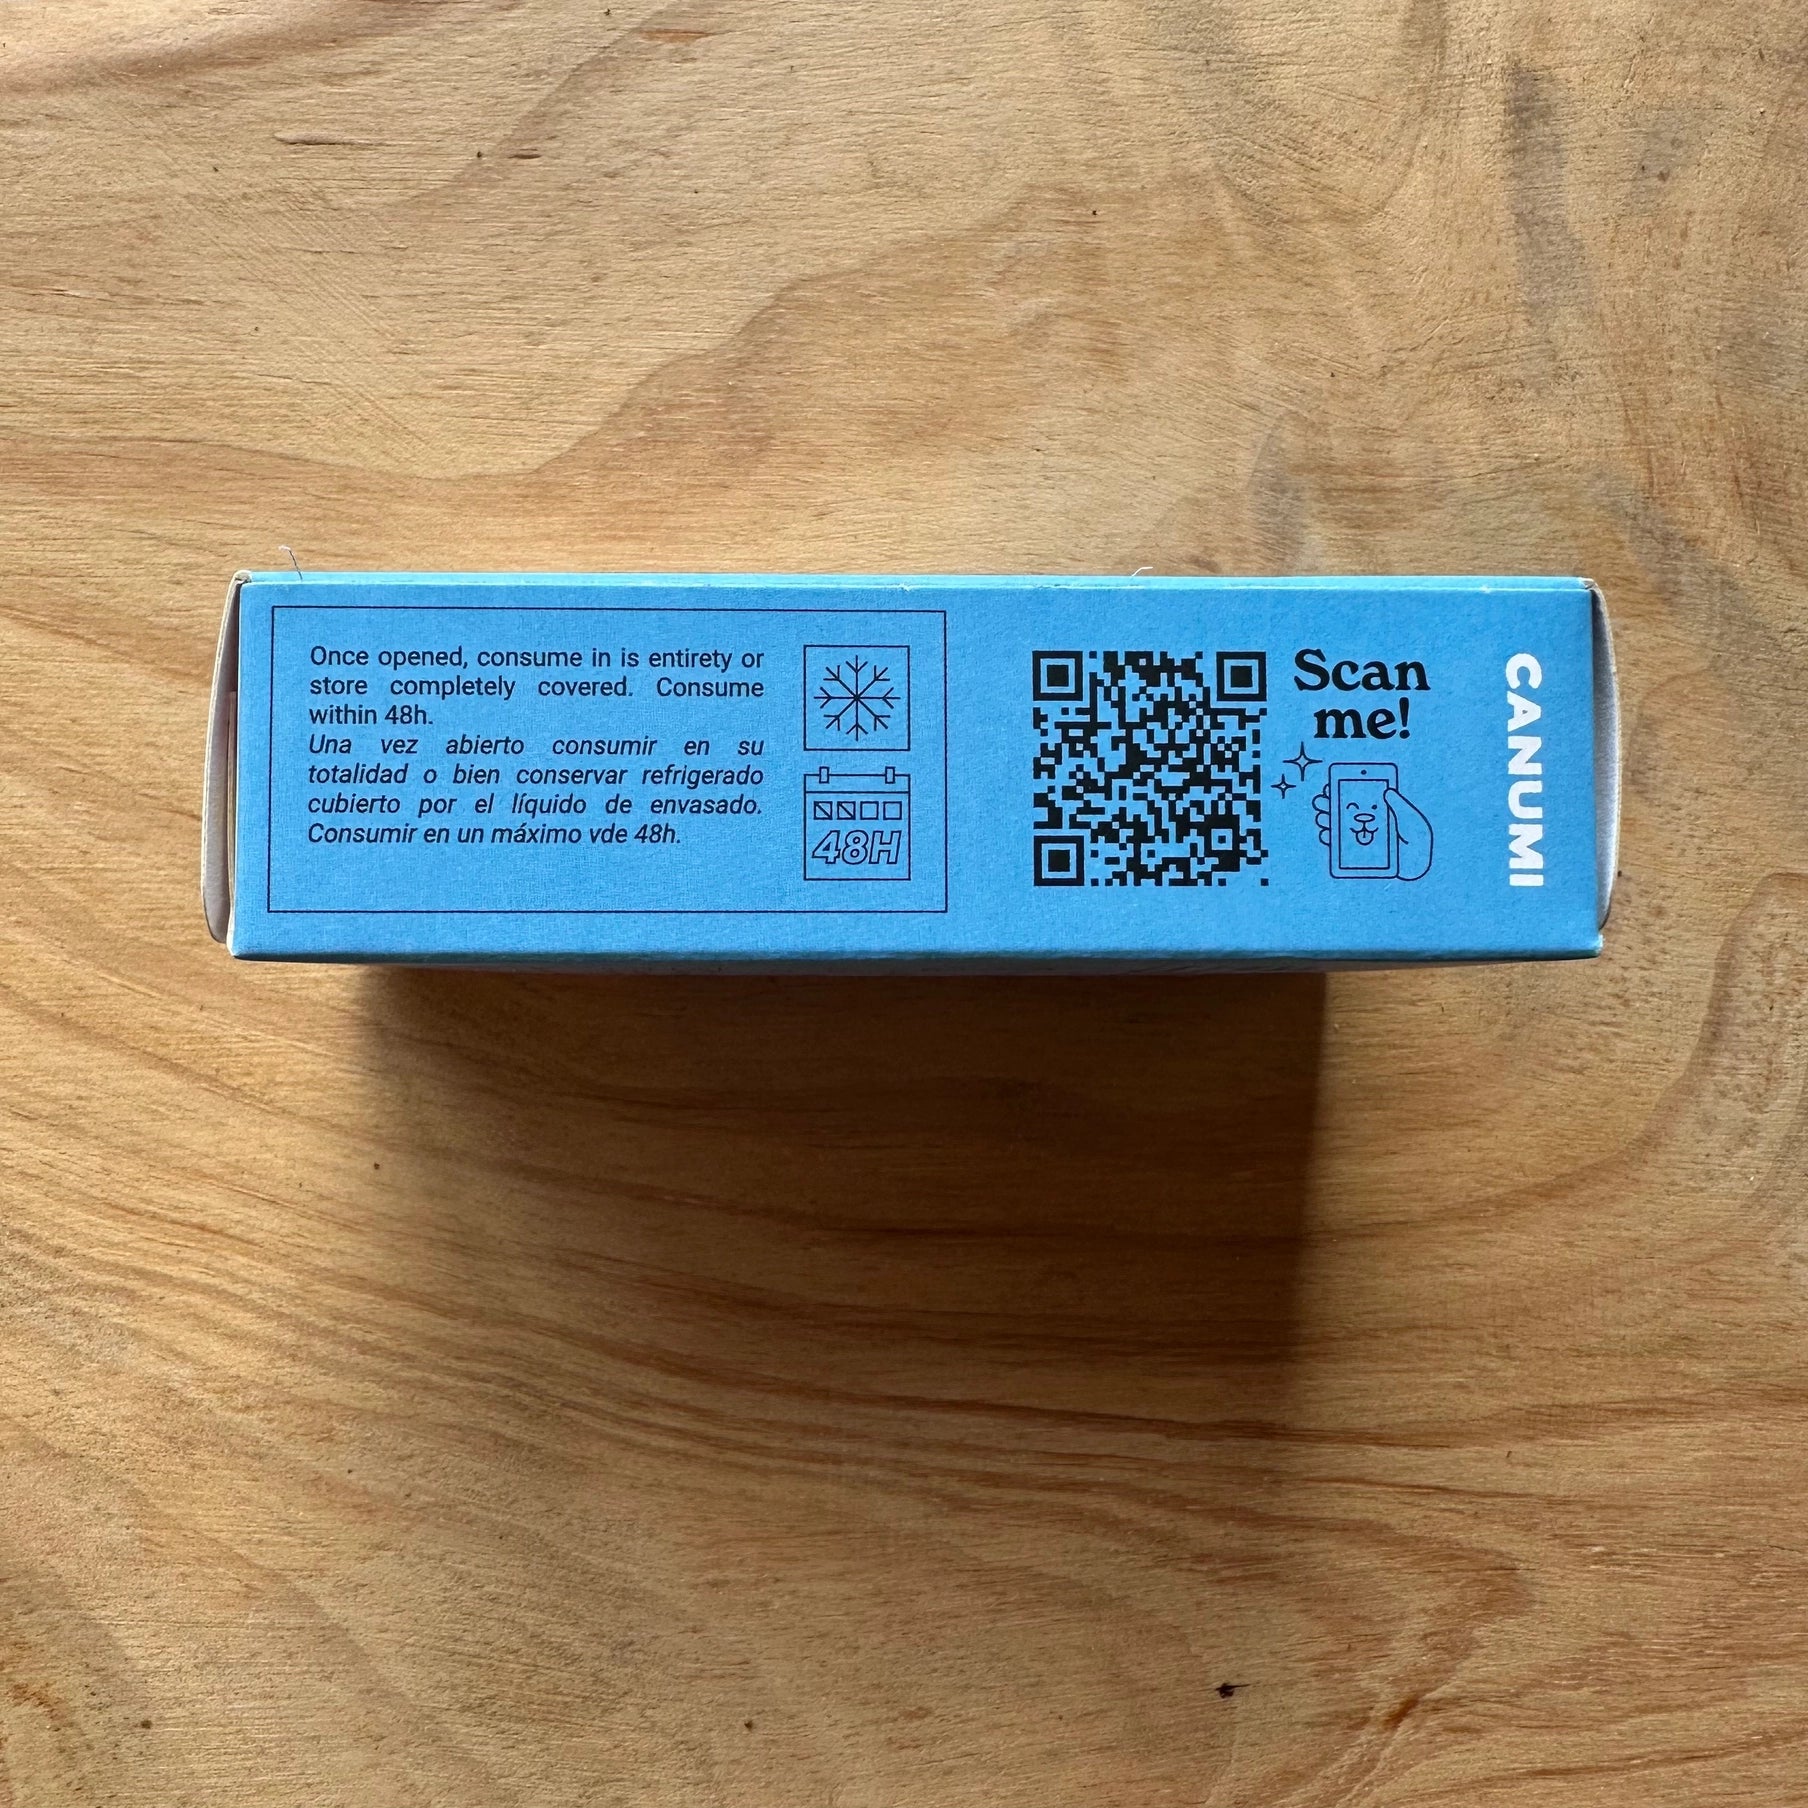 Once opened, consume in is entirety or
store completely covered. Consume
within 48h.
Una vez abierto consumir en su
totalidad o bien conservar refrigerado
cubierto por el líquido de envasado.
Consumir en un máximo vde 48h.
48H
Scan
me!
CANUMI